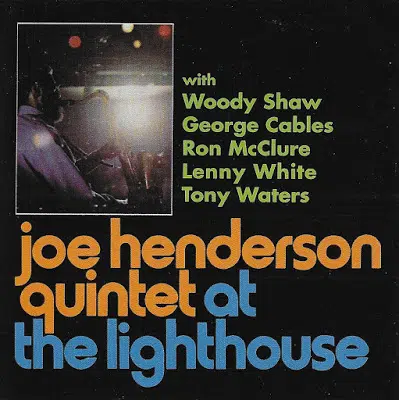 with
Woody Shaw
George Cables
Ron McClure
Lenny White
Tony Waters
joe henderson
quintet at
the lighthouse